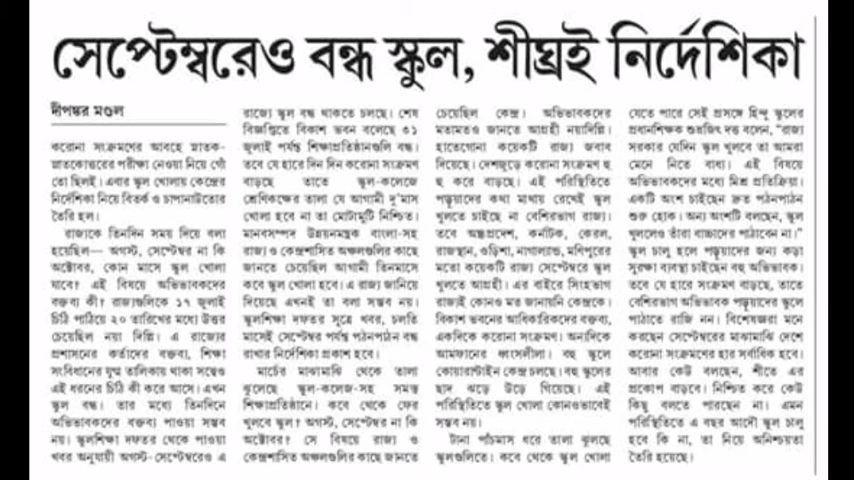 সেপ্টেম্বরেও বন্ধ স্কুল, শীঘ্রই নির্দেশিকা
দীপঙ্কর মণ্ডল
করোনা সংক্রমণের আবহে স্নাতক-
স্নাতকোত্তরের পরীক্ষা নেওয়া নিয়ে গোঁ
তো ছিলই। এবার স্কুল খোলায় কেন্দ্রের
নির্দেশিকা নিয়ে বিতর্ক ও চাপানউতোর
তৈরি হল।
রাজ্যকে তিনদিন সময় দিয়ে বলা
হয়েছিল— অগস্ট, সেপ্টেম্বর না কি
অক্টোবর, কোন মাসে স্কুল খোলা
যাবে? এই বিষয়ে অভিভাবকদের
বক্তব্য কী? রাজ্যগুলিকে ১৭ জুলাই
চিঠি পাঠিয়ে ২০ তারিখের মধ্যে উত্তর
চেয়েছিল নয়া দিল্লি। এ রাজ্যের
প্রশাসনের কর্তাদের বক্তব্য, শিক্ষা
সংবিধানের যুগ্ম তালিকায় থাকা সত্ত্বেও
এই ধরনের চিঠি কী করে আসে। এখন
স্কুল বন্ধ। তার মধ্যে তিনদিনে
অভিভাবকদের বক্তব্য পাওয়া সম্ভব
নয়। স্কুলশিক্ষা দফতর থেকে পাওয়া
খবর অনুযায়ী অগস্ট-সেপ্টেম্বরেও এ
রাজ্যে স্কুল বন্ধ থাকতে চলছে। শেষ
বিজ্ঞপ্তিতে বিকাশ ভবন বলেছে ৩১
জুলাই পর্যন্ত শিক্ষাপ্রতিষ্ঠানগুলি বন্ধ।
তবে যে হারে দিন দিন করোনা সংক্রমণ
বাড়ছে তাতে স্কুল-কলেজে
শ্রেণিকক্ষের তালা যে আগামী দু'মাস
খোলা হবে না তা মোটামুটি নিশ্চিত।
মানবসম্পদ উন্নয়নমন্ত্রক বাংলা-সহ
রাজ্য ও কেন্দ্রশাসিত অঞ্চলগুলির কাছে
জানতে চেয়েছিল আগামী তিনমাসে
কবে স্কুল খোলা হবে। এ রাজ্য জানিয়ে
দিয়েছে এখনই তা বলা সম্ভব নয়।
স্কুলশিক্ষা দফতর সূত্রে খবর, চলতি
মাসেই সেপ্টেম্বর পর্যন্ত পঠনপাঠন বন্ধ
রাখার নির্দেশিকা প্রকাশ হবে।
মার্চের মাঝামাঝি থেকে তালা
ঝুলেছে স্কুল-কলেজ-সহ সমস্ত
শিক্ষাপ্রতিষ্ঠানে। কবে থেকে ফের
খুলবে স্কুল? অগস্ট, সেপ্টেম্বর না কি
অক্টোবর? সে বিষয়ে রাজ্য ও
কেন্দ্রশাসিত অঞ্চলগুলির কাছে জানতে
চেয়েছিল কেন্দ্র। অভিভাবকদের
মতামতও জানতে আগ্রহী নয়াদিল্লি।
হাতেগোনা কয়েকটি রাজ্য জবাব
দিয়েছে। দেশজুড়ে করোনা সংক্রমণ হু
হু করে বাড়ছে। এই পরিস্থিতিতে
পড়ুয়াদের কথা মাথায় রেখেই স্কুল
খুলতে চাইছে না বেশিরভাগ রাজ্য।
তবে অন্ধ্রপ্রদেশ, কর্নাটক, কেরল,
রাজস্থান, ওড়িশা, নাগাল্যান্ড, মণিপুরের
মতো কয়েকটি রাজ্য সেপ্টেম্বরে স্কুল
খুলতে আগ্রহী। এর বাইরে সিংহভাগ
রাজ্যই কোনও মত জানায়নি কেন্দ্রকে।
বিকাশ ভবনের আধিকারিকদের বক্তব্য,
একদিকে করোনা সংক্রমণ। অন্যদিকে
আমফানের ধ্বংসলীলা। বহু স্কুলে
কোয়ারান্টাইন কেন্দ্র চলছে। বহু স্কুলের
ছাদ ঝড়ে উড়ে গিয়েছে। এই
পরিস্থিতিতে স্কুল খোলা কোনওভাবেই
সম্ভব নয়।
টানা পাঁচমাস ধরে তালা ঝুলছে
স্কুলগুলিতে। কবে থেকে স্কুল খোলা
যেতে পারে সেই প্রসঙ্গে হিন্দু স্কুলের
প্রধানশিক্ষক শুভ্রজিৎ দত্ত বলেন, "রাজ্য
সরকার যেদিন স্কুল খুলবে তা আমরা
মেনে নিতে বাধ্য। এই বিষয়ে
অভিভাবকদের মধ্যে মিশ্র প্রতিক্রিয়া।
একটি অংশ চাইছেন দ্রুত পঠনপাঠন
শুরু হোক। অন্য অংশটি বলছেন, স্কুল
খুললেও তাঁরা বাচ্চাদের পাঠাবেন না।"
স্কুল চালু হলে পড়ুয়াদের জন্য কড়া
সুরক্ষা ব্যবস্থা চাইছেন বহু অভিভাবক।
তবে যে হারে সংক্রমণ বাড়ছে, তাতে
বেশিরভাগ অভিভাবক পড়ুয়াদের স্কুলে
পাঠাতে রাজি নন। বিশেষজ্ঞরা মনে
করছেন সেপ্টেম্বরের মাঝামাঝি দেশে
করোনা সংক্রমণের হার সর্বাধিক হবে।
আবার কেউ বলছেন, শীতে এর
প্রকোপ বাড়বে। নিশ্চিত করে কেউ
কিছু বলতে পারছেন না। এমন
পরিস্থিতিতে এ বছর আদৌ স্কুল চালু
হবে কি না, তা নিয়ে অনিশ্চয়তা
তৈরি হয়েছে।